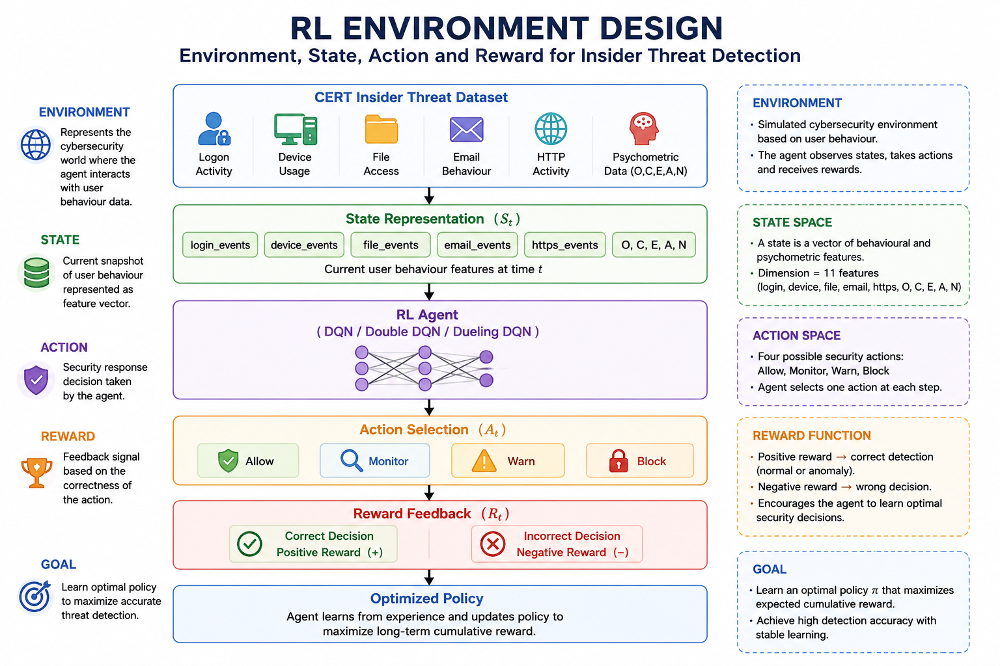 RL ENVIRONMENT DESIGN
Environment, State, Action and Reward for Insider Threat Detection
ENVIRONMENT
Represents the
cybersecurity
world where the
agent interacts
with user
behaviour data.
STATE
Current snapshot
of user behaviour
represented as
feature vector.
ACTION
Security response
decision taken
by the agent.
REWARD
Feedback signal
based on the
correctness of
the action.
GOAL
Learn optimal policy
to maximize accurate
threat detection.
CERT Insider Threat Dataset
Logon
Activity
Device
Usage
File
Access
Email
Behaviour
HTTP
Activity
Psychometric
Data (O,C,E,A,N)
State Representation (S_t)
login_events
device_events
file_events
email_events
https_events
O, C, E, A, N
Current user behaviour features at time t
RL Agent
( DQN / Double DQN / Dueling DQN )
Action Selection (A_t)
Allow
Monitor
Warn
Block
Reward Feedback (R_t)
Correct Decision
Positive Reward (+)
Incorrect Decision
Negative Reward (−)
Optimized Policy
Agent learns from experience and updates policy to
maximize long-term cumulative reward.
ENVIRONMENT
• Simulated cybersecurity environment
based on user behaviour.
• The agent observes states, takes actions
and receives rewards.
STATE SPACE
• A state is a vector of behavioural and
psychometric features.
• Dimension = 11 features
(login, device, file, email, https, O, C, E, A, N)
ACTION SPACE
• Four possible security actions:
Allow, Monitor, Warn, Block
• Agent selects one action at each step.
REWARD FUNCTION
• Positive reward → correct detection
(normal or anomaly).
• Negative reward → wrong decision.
• Encourages the agent to learn optimal
security decisions.
GOAL
• Learn an optimal policy π that maximizes
expected cumulative reward.
• Achieve high detection accuracy with
stable learning.